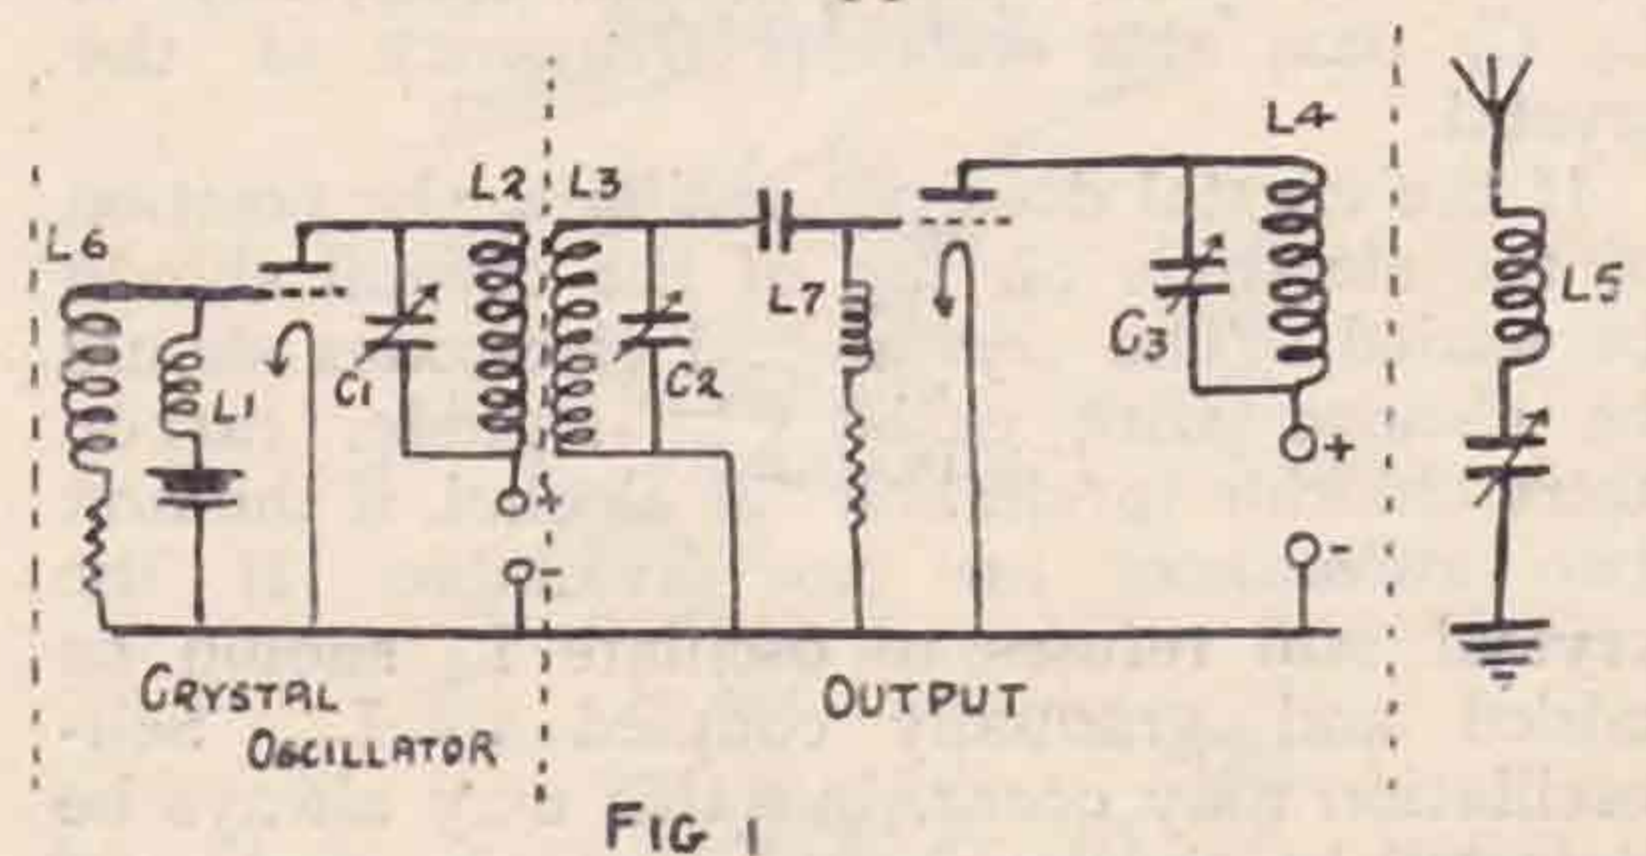 L4
L2
L3
L6
L5
L7
C3
C1
L1
C2
+
+
-
-
CRYSTAL
OSCILLATOR
OUTPUT
FIG 1